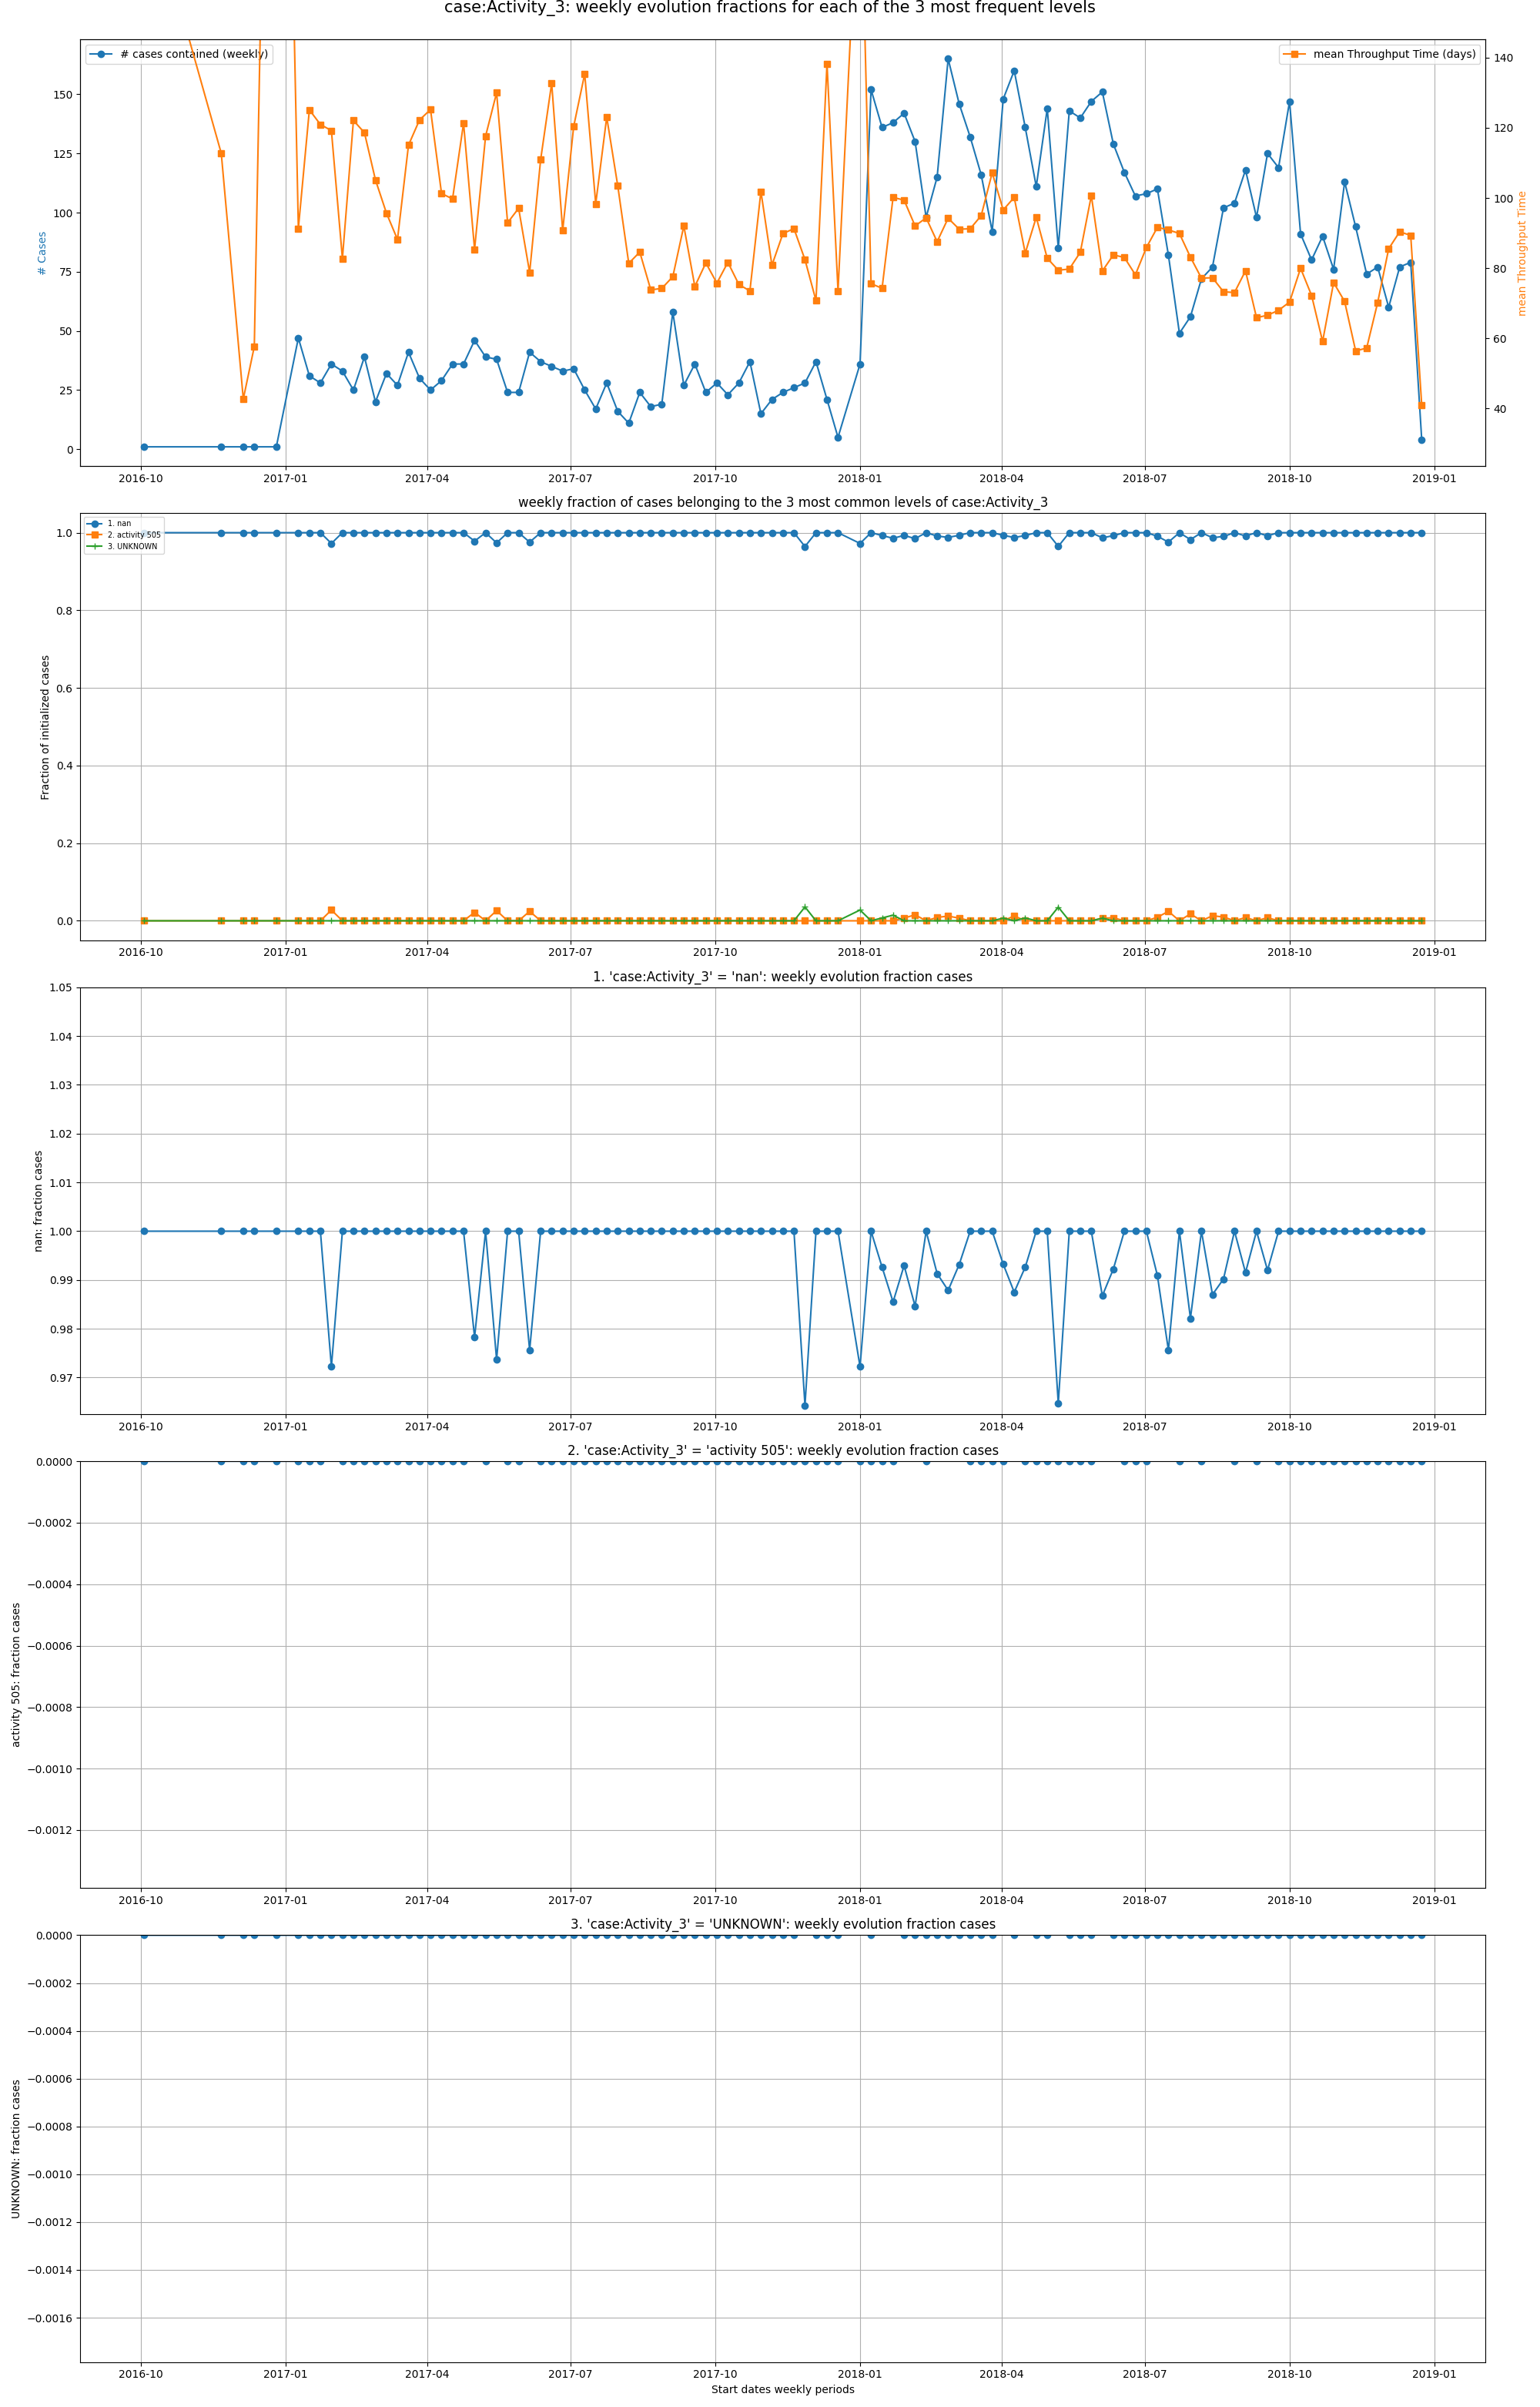 case:Activity_3: weekly evolution fractions for each of the 3 most frequent levels
# cases contained (weekly)
mean Throughput Time (days)
# Cases
mean Throughput Time
150
125
100
75
50
25
0
140
120
100
80
60
40
2016-10 2017-01 2017-04 2017-07 2017-10 2018-01 2018-04 2018-07 2018-10 2019-01
weekly fraction of cases belonging to the 3 most common levels of case:Activity_3
1. nan
2. activity 505
3. UNKNOWN
Fraction of initialized cases
1.0
0.8
0.6
0.4
0.2
0.0
2016-10 2017-01 2017-04 2017-07 2017-10 2018-01 2018-04 2018-07 2018-10 2019-01
1. 'case:Activity_3' = 'nan': weekly evolution fraction cases
nan: fraction cases
1.05
1.04
1.03
1.02
1.01
1.00
0.99
0.98
0.97
2016-10 2017-01 2017-04 2017-07 2017-10 2018-01 2018-04 2018-07 2018-10 2019-01
2. 'case:Activity_3' = 'activity 505': weekly evolution fraction cases
activity 505: fraction cases
0.0000
−0.0002
−0.0004
−0.0006
−0.0008
−0.0010
−0.0012
2016-10 2017-01 2017-04 2017-07 2017-10 2018-01 2018-04 2018-07 2018-10 2019-01
3. 'case:Activity_3' = 'UNKNOWN': weekly evolution fraction cases
UNKNOWN: fraction cases
0.0000
−0.0002
−0.0004
−0.0006
−0.0008
−0.0010
−0.0012
−0.0014
−0.0016
2016-10 2017-01 2017-04 2017-07 2017-10 2018-01 2018-04 2018-07 2018-10 2019-01
Start dates weekly periods